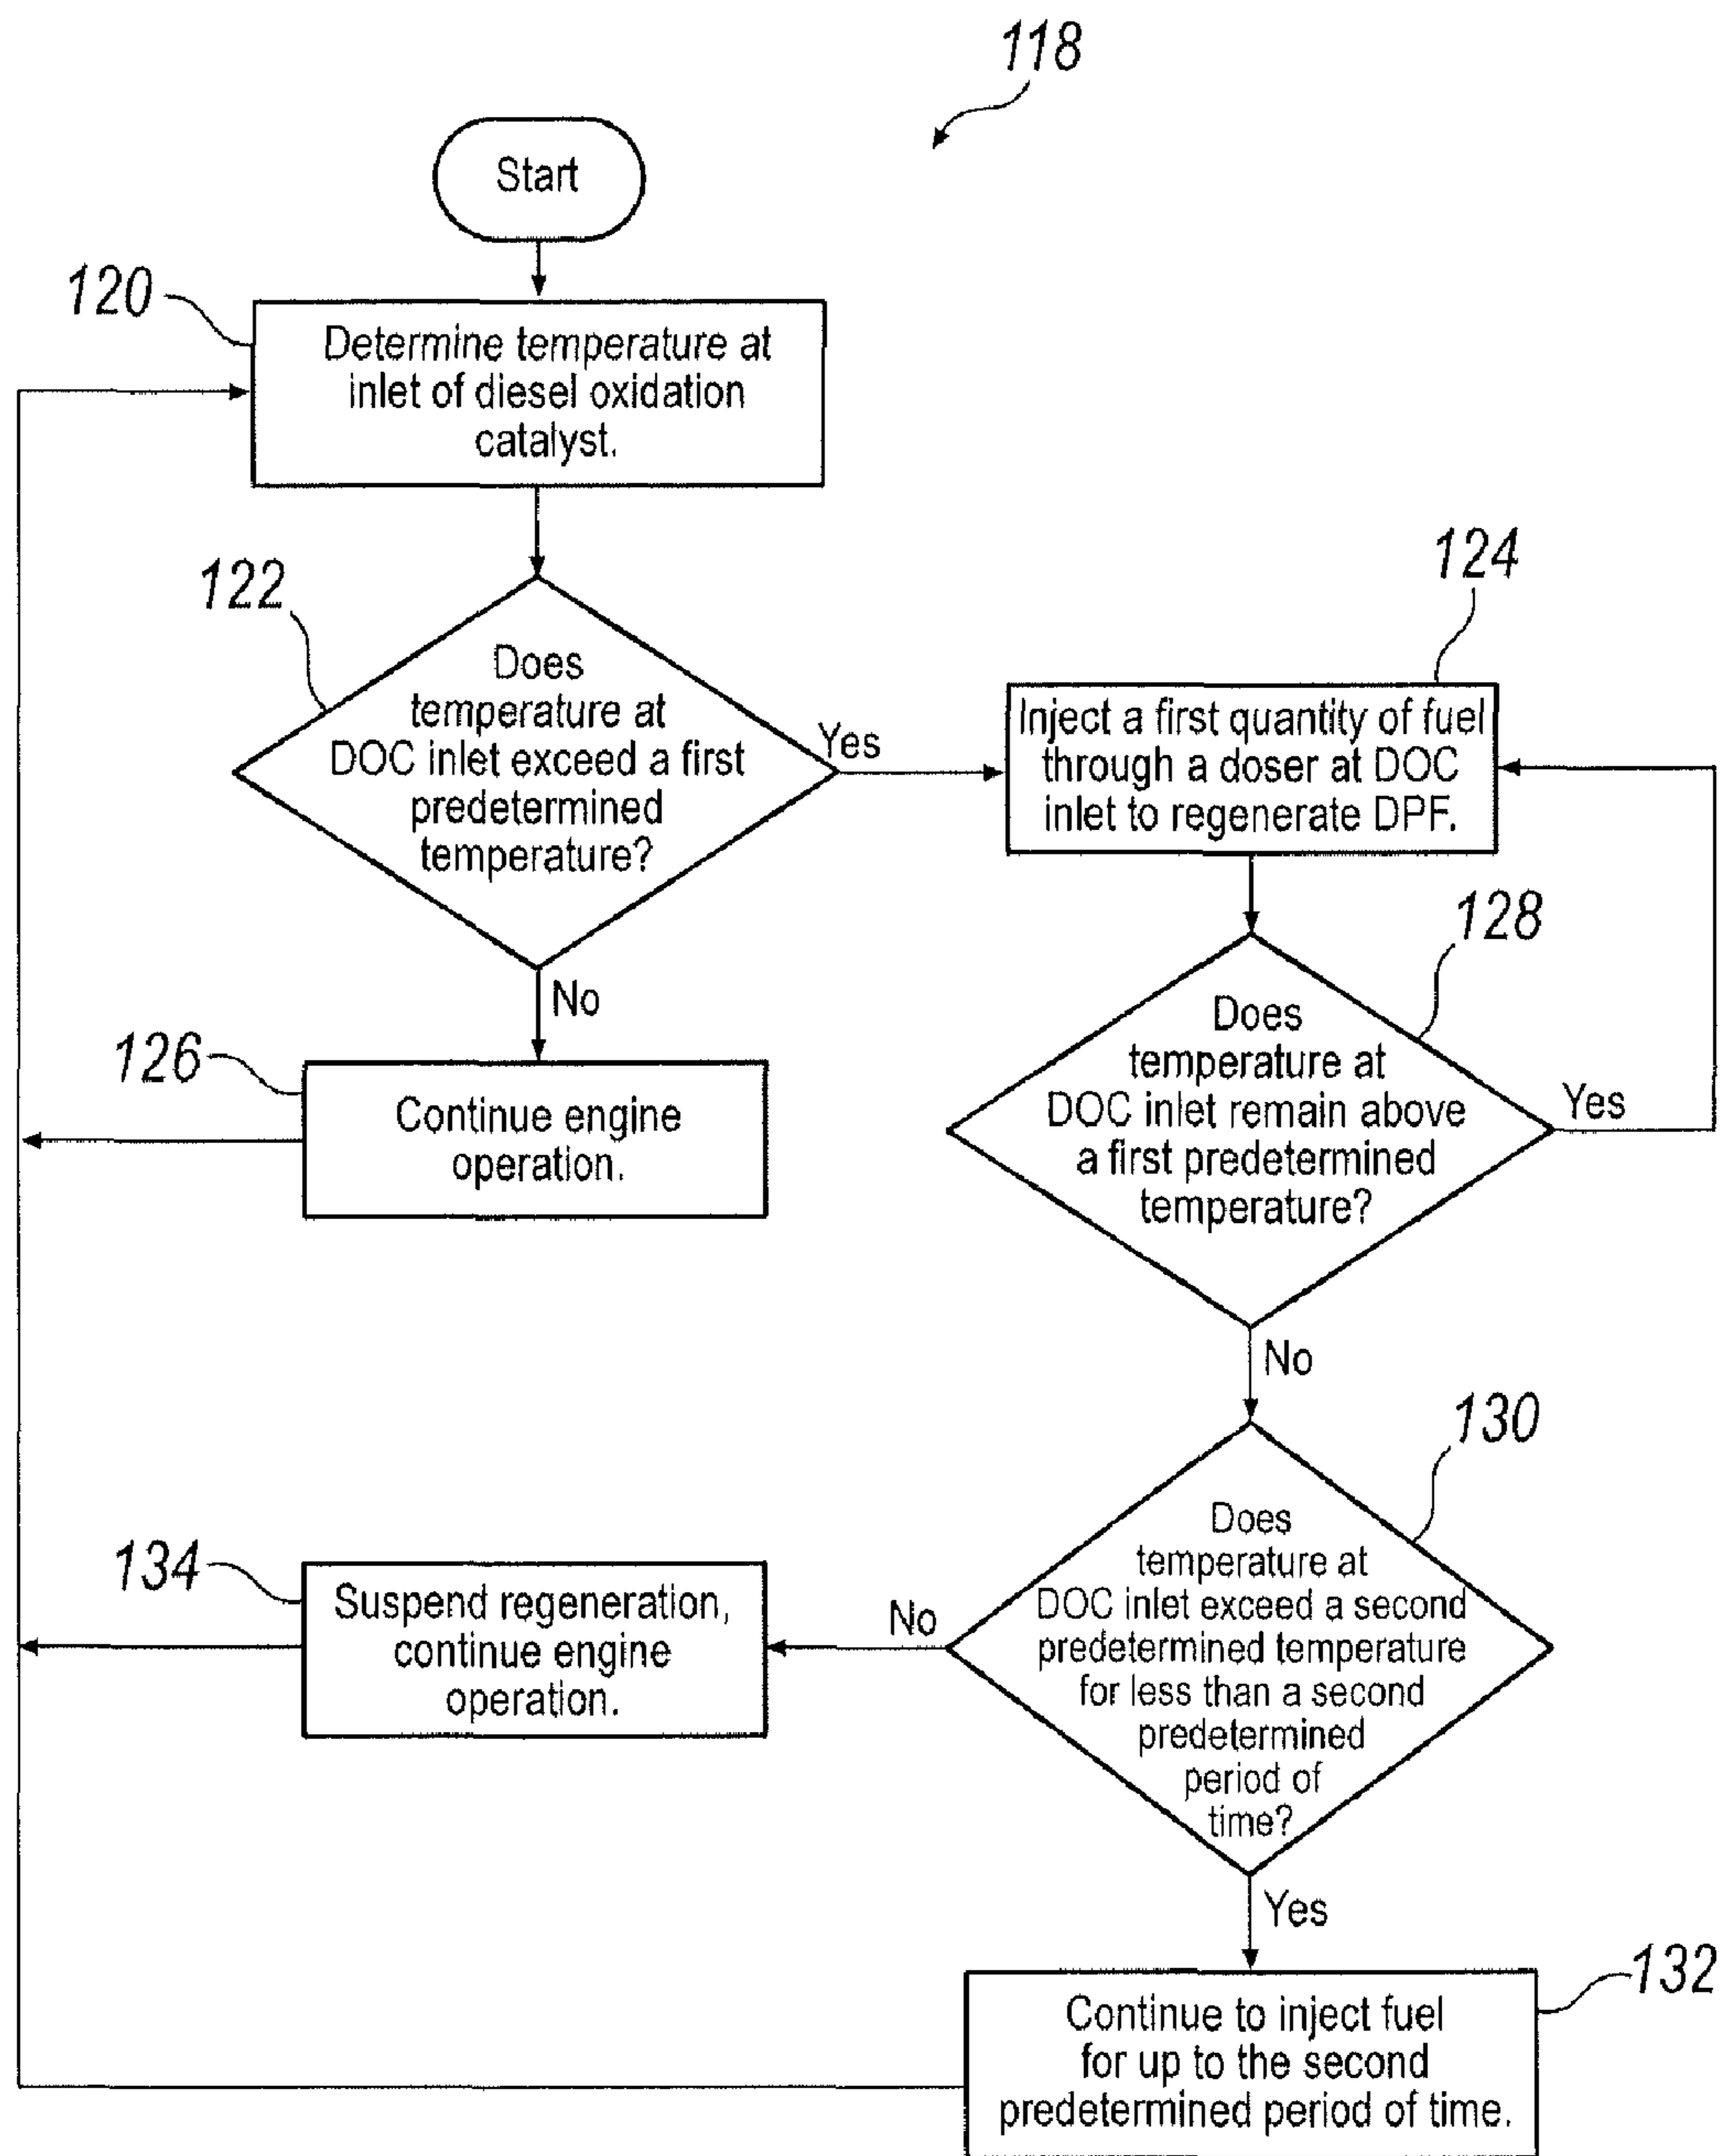 118
Start
120
Determine temperature at
inlet of diesel oxidation
catalyst.
122
Does
temperature at
DOC inlet exceed a first
predetermined
temperature?
Yes
No
124
Inject a first quantity of fuel
through a doser at DOC
inlet to regenerate DPF.
126
Continue engine
operation.
128
Does
temperature at
DOC inlet remain above
a first predetermined
temperature?
Yes
No
130
Does
temperature at
DOC inlet exceed a second
predetermined temperature
for less than a second
predetermined
period of
time?
No
Yes
134
Suspend regeneration,
continue engine
operation.
132
Continue to inject fuel
for up to the second
predetermined period of time.